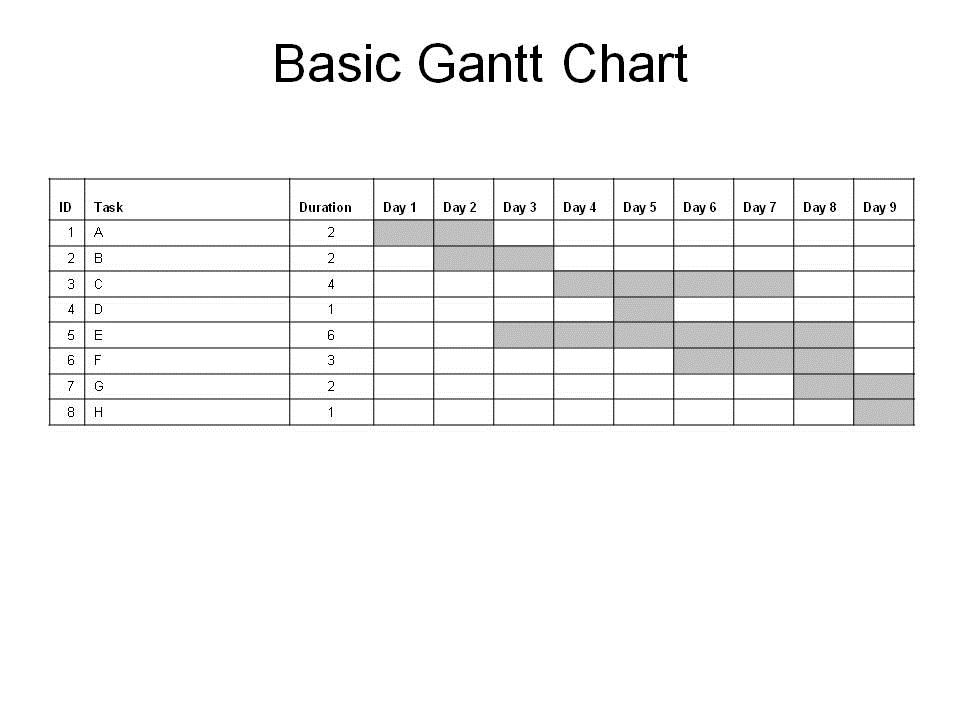 Basic Gantt Chart
ID Task Duration Day 1 Day 2 Day 3 Day 4 Day 5 Day 6 Day 7 Day 8 Day 9
1 A 2
2 B 2
3 C 4
4 D 1
5 E 6
6 F 3
7 G 2
8 H 1